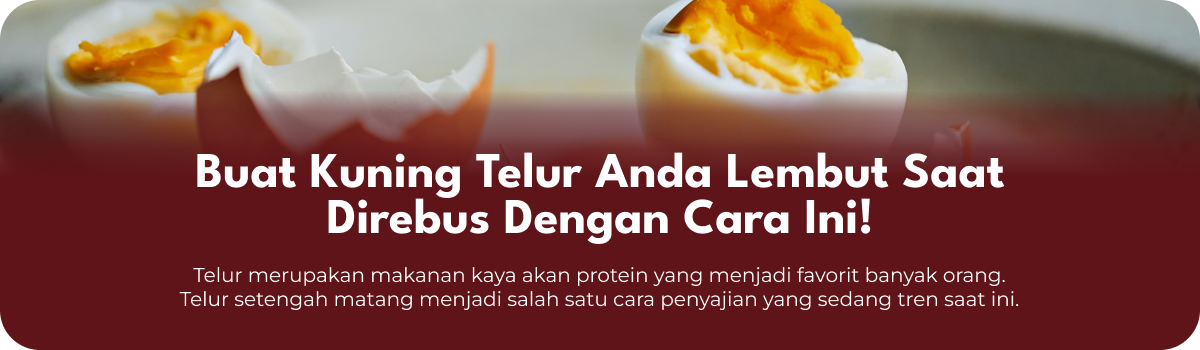 Buat Kuning Telur Anda Lembut Saat
Direbus Dengan Cara Ini!
Telur merupakan makanan kaya akan protein yang menjadi favorit banyak orang.
Telur setengah matang menjadi salah satu cara penyajian yang sedang tren saat ini.